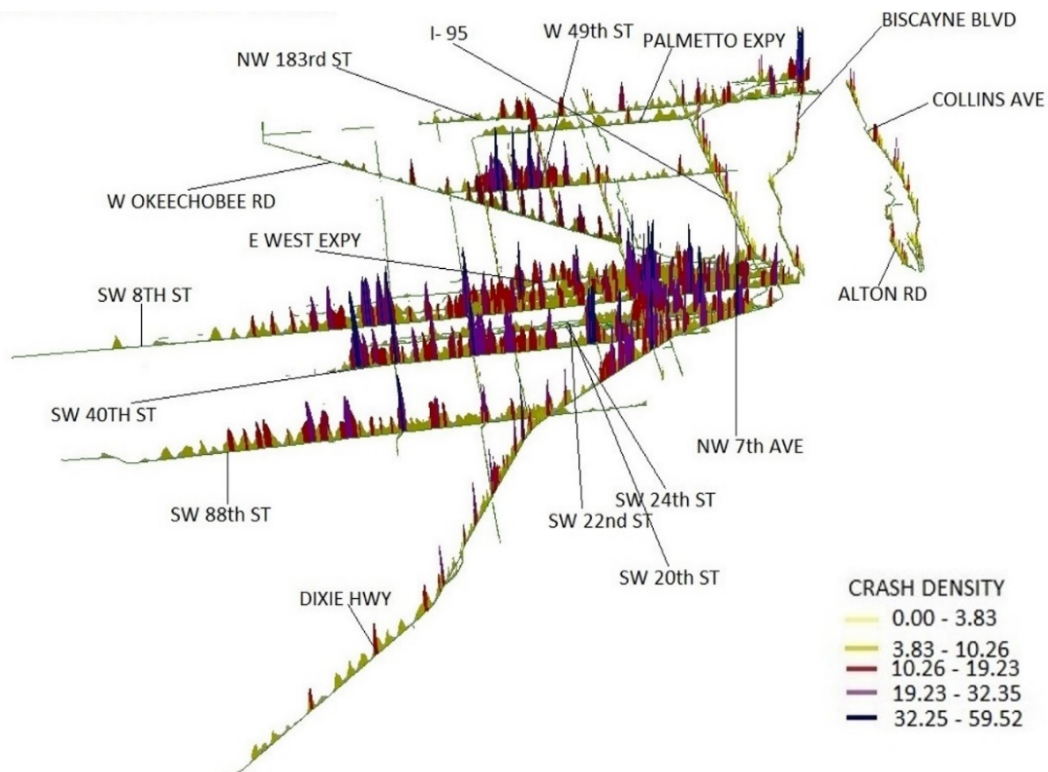 BISCAYNE BLVD
I- 95
W 49th ST
PALMETTO EXPY
NW 183rd ST
COLLINS AVE
W OKEECHOBEE RD
E WEST EXPY
SW 8TH ST
ALTON RD
SW 40TH ST
NW 7th AVE
SW 24th ST
SW 88th ST
SW 22nd ST
SW 20th ST
DIXIE HWY
CRASH DENSITY
0.00 - 3.83
3.83 - 10.26
10.26 - 19.23
19.23 - 32.35
32.25 - 59.52